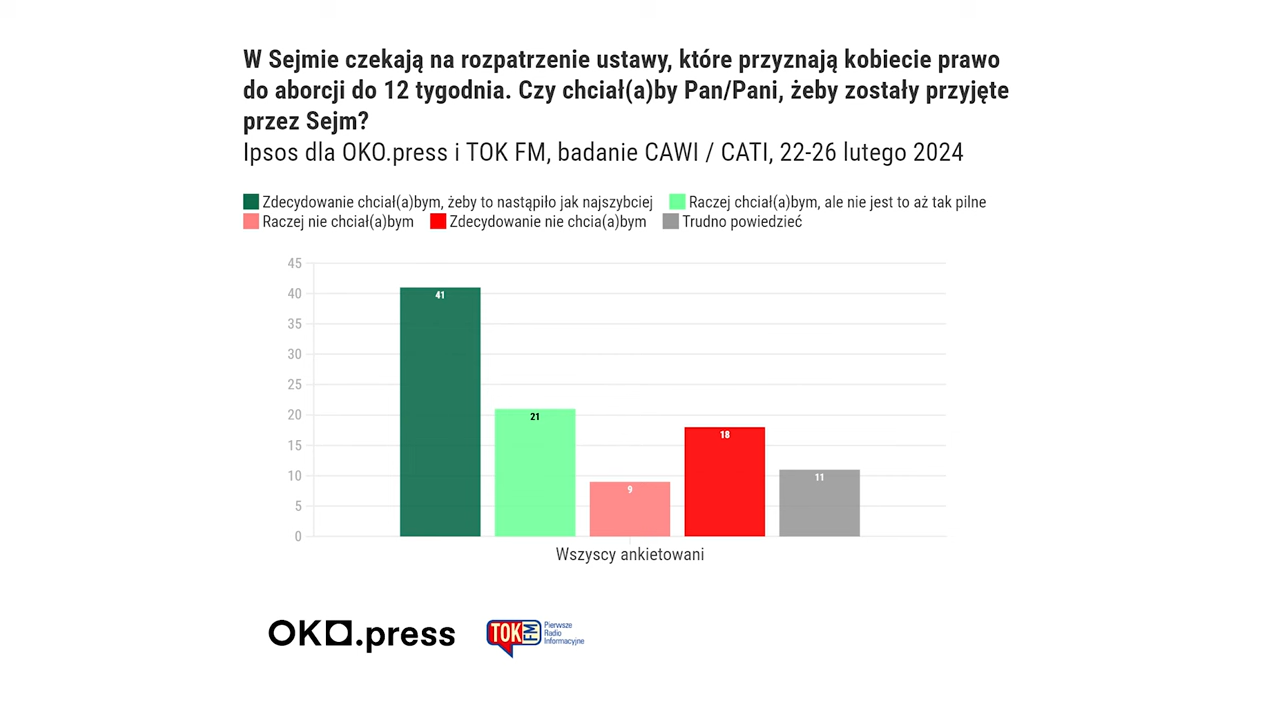 W Sejmie czekają na rozpatrzenie ustawy, które przyznają kobiecie prawo
do aborcji do 12 tygodnia. Czy chciał(a)by Pan/Pani, żeby zostały przyjęte
przez Sejm?
Ipsos dla OKO.press i TOK FM, badanie CAWI / CATI, 22-26 lutego 2024
Zdecydowanie chciał(a)bym, żeby to nastąpiło jak najszybciej Raczej chciał(a)bym, ale nie jest to aż tak pilne
Raczej nie chciał(a)bym Zdecydowanie nie chcia(a)bym Trudno powiedzieć
45
40
35
30
25
20
15
10
5
0
41
21
9
18
11
Wszyscy ankietowani
OKO.press
TOK FM
Pierwsze
Radio
Informacyjne